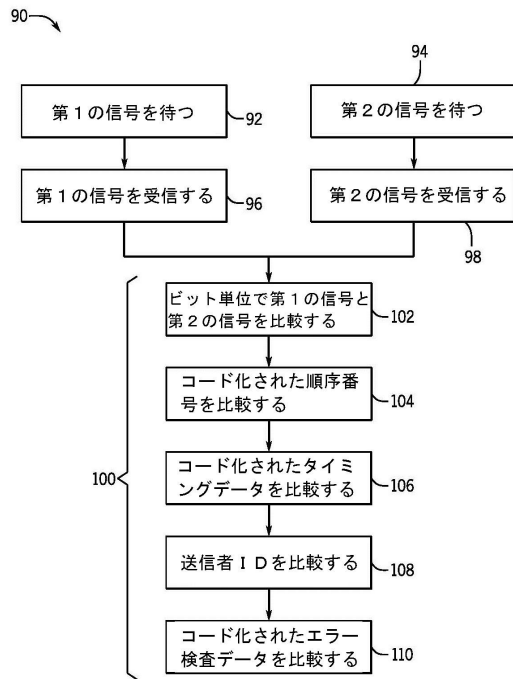 90
94
第1の信号を待つ
92
第2の信号を待つ
第1の信号を受信する
96
第2の信号を受信する
98
ビット単位で第1の信号と
第2の信号を比較する
102
コード化された順序番
号を比較する
104
コード化されたタイミ
ングデータを比較する
106
100
送信者ID を比較する
108
コード化されたエラー
検査データを比較する
110